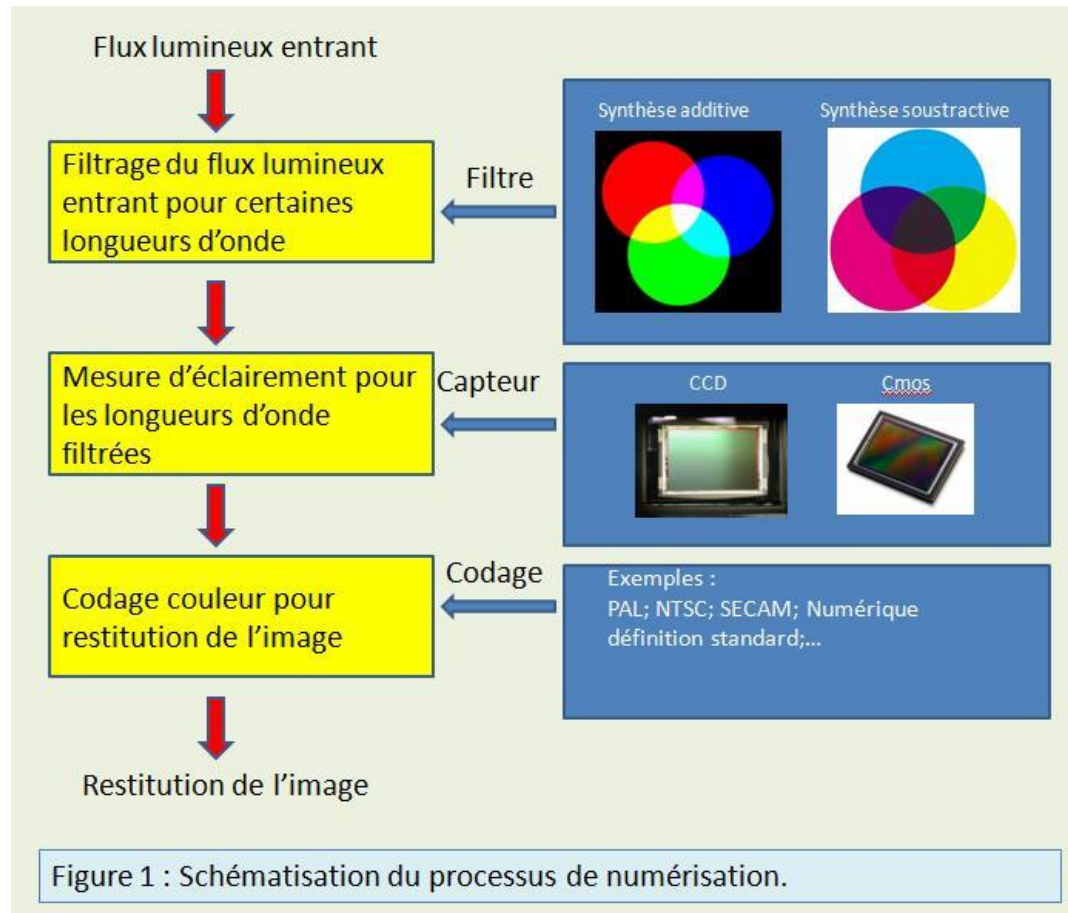 Flux lumineux entrant
Filtrage du flux lumineux
entrant pour certaines
longueurs d'onde
Filtre
Synthèse additive
Synthèse soustractive
Mesure d'éclairement pour
les longueurs d'onde
filtrées
Capteur
CCD
Cmos
Codage couleur pour
restitution de l'image
Codage
Exemples :
PAL; NTSC; SECAM; Numérique
définition standard;...
Restitution de l'image
Figure 1 : Schématisation du processus de numérisation.